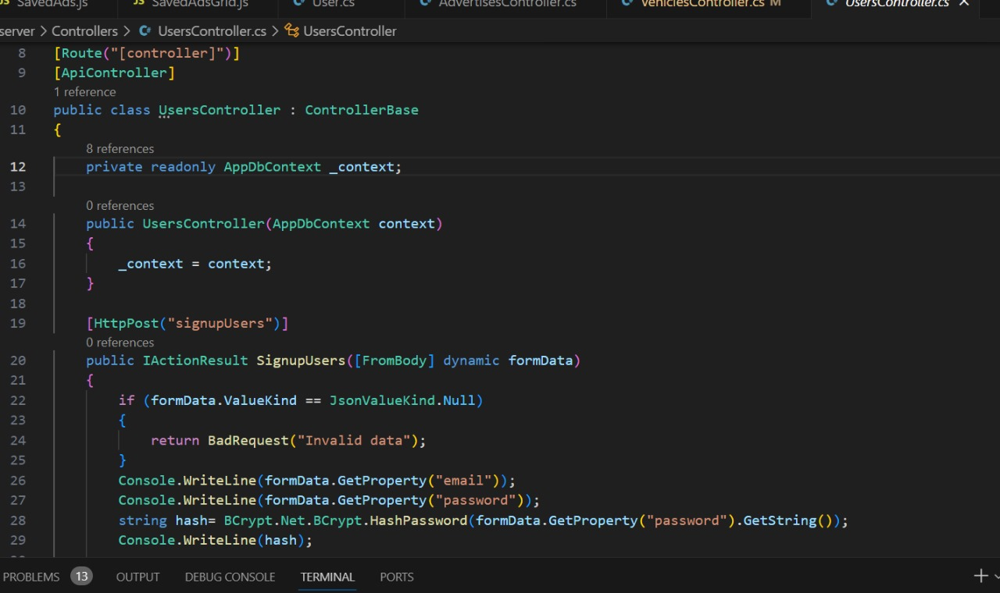 JS SavedAds.js JS SavedAdsGrid.js C# User.cs C# AdvertisesController.cs C# VehiclesController.cs M C# UsersController.cs ×
server > Controllers > C# UsersController.cs > UsersController
8 [Route("[controller]")]
9 [ApiController]
1 reference
10 public class UsersController : ControllerBase
11 {
8 references
12 private readonly AppDbContext _context;
13
0 references
14 public UsersController(AppDbContext context)
15 {
16 _context = context;
17 }
18
19 [HttpPost("signupUsers")]
0 references
20 public IActionResult SignupUsers([FromBody] dynamic formData)
21 {
22 if (formData.ValueKind == JsonValueKind.Null)
23 {
24 return BadRequest("Invalid data");
25 }
26 Console.WriteLine(formData.GetProperty("email"));
27 Console.WriteLine(formData.GetProperty("password"));
28 string hash= BCrypt.Net.BCrypt.HashPassword(formData.GetProperty("password").GetString());
29 Console.WriteLine(hash);
PROBLEMS 13 OUTPUT DEBUG CONSOLE TERMINAL PORTS